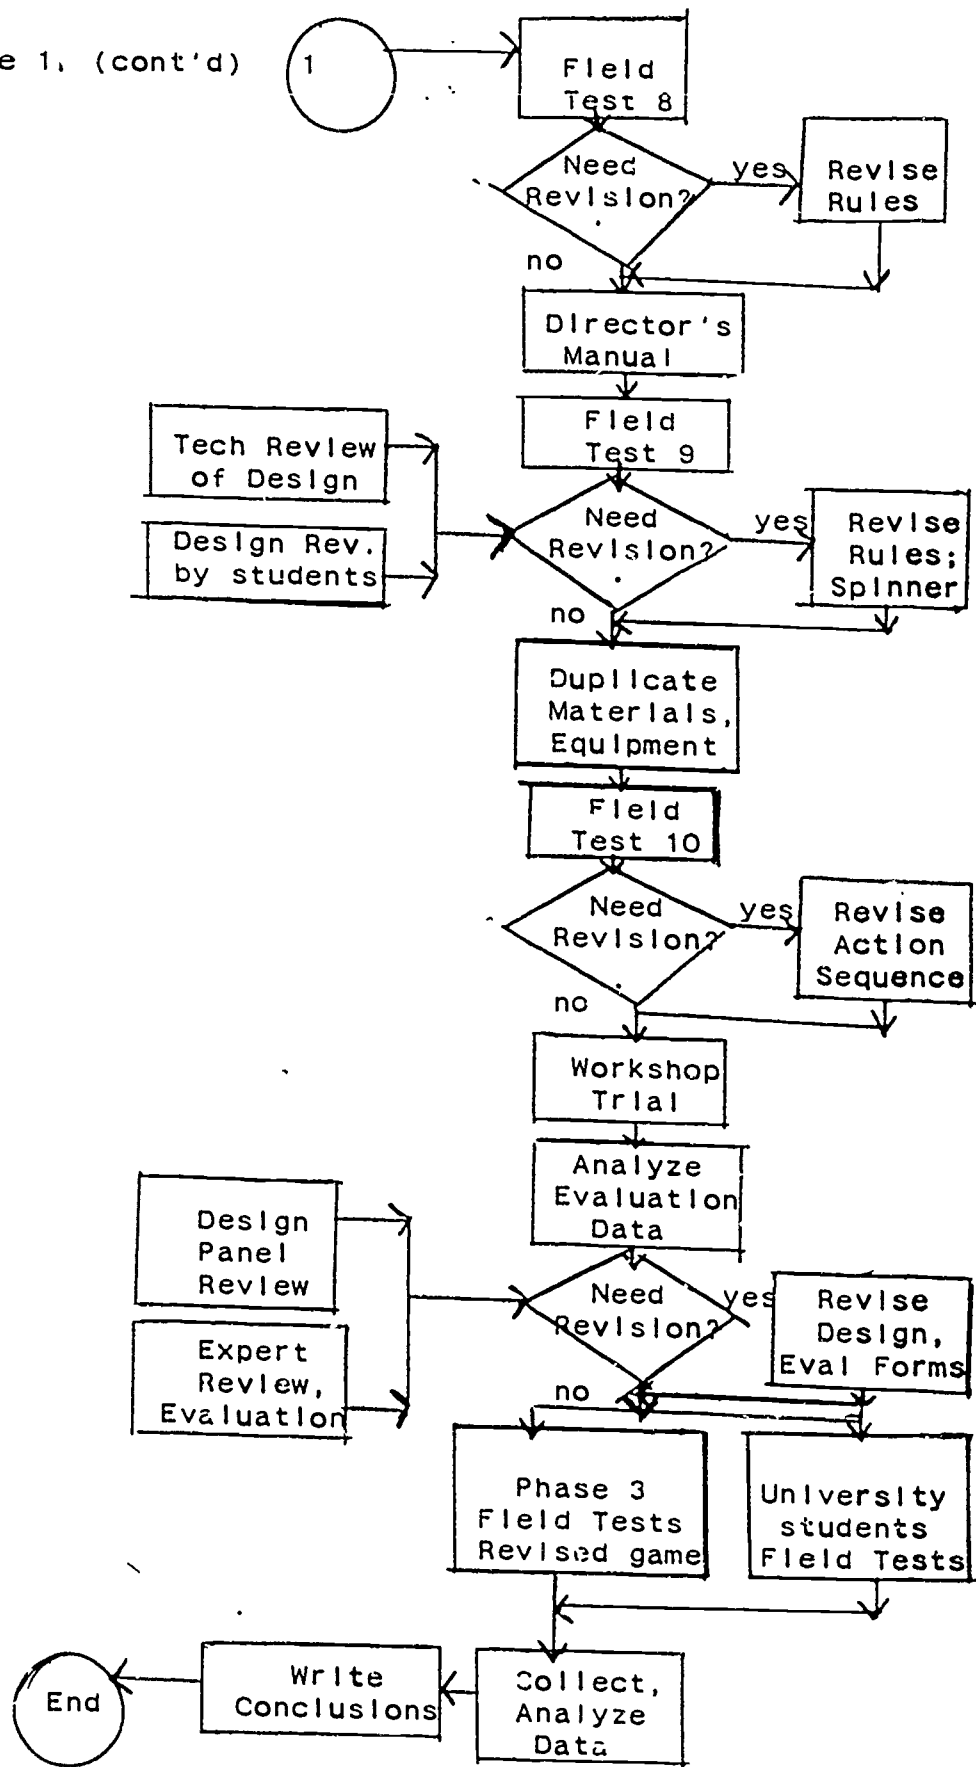 e 1. (cont'd)
1
Field
Test 8
Need
Revision?
yes
Revise
Rules
no
Director's
Manual
Field
Test 9
Tech Review
of Design
Design Rev.
by students
Need
Revision?
yes
Revise
Rules;
Spinner
no
Duplicate
Materials,
Equipment
Field
Test 10
Need
Revision?
yes
Revise
Action
Sequence
no
Workshop
Trial
Analyze
Evaluation
Data
Design
Panel
Review
Expert
Review,
Evaluation
Need
Revision?
yes
Revise
Design,
Eval Forms
no
Phase 3
Field Tests
Revised game
University
students
Field Tests
Collect,
Analyze
Data
Write
Conclusions
End